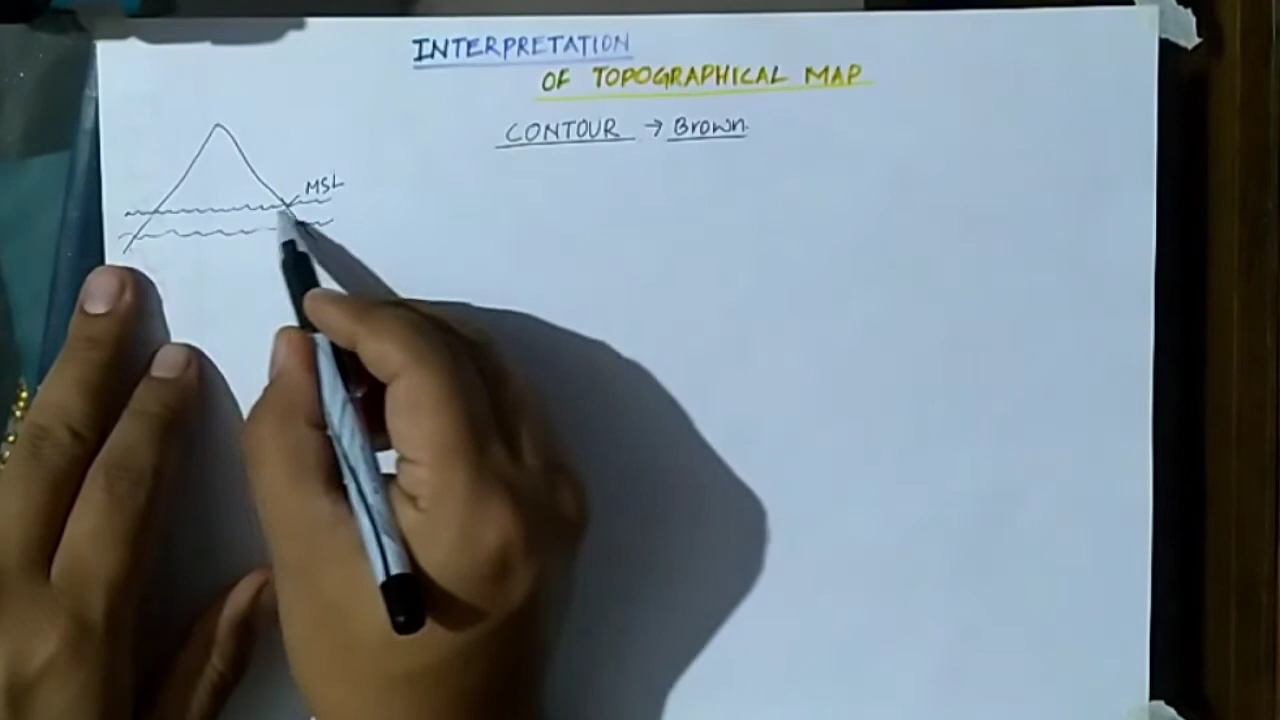 INTERPRETATION
OF TOPOGRAPHICAL MAP
CONTOUR → Brown.
MSL